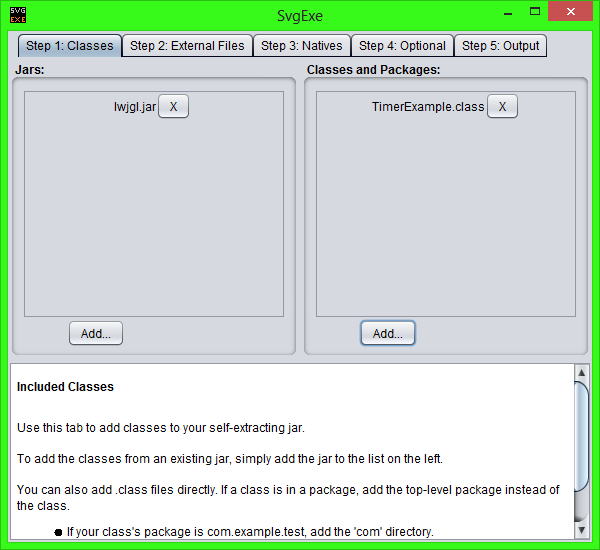 SVG
EXE
SvgExe
Step 1: Classes Step 2: External Files Step 3: Natives Step 4: Optional Step 5: Output
Jars: Classes and Packages:
lwjgl.jar X TimerExample.class X
Add... Add...
Included Classes
Use this tab to add classes to your self-extracting jar.
To add the classes from an existing jar, simply add the jar to the list on the left.
You can also add .class files directly. If a class is in a package, add the top-level package instead of
the class.
● If your class's package is com.example.test, add the 'com' directory.